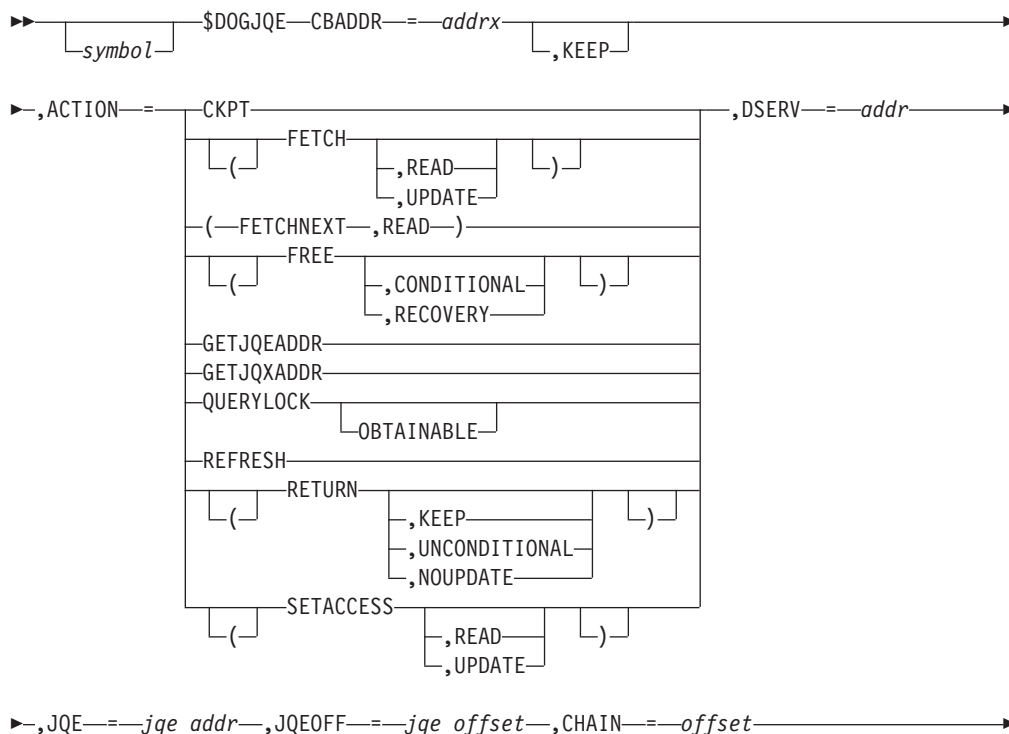 $DOGJQE CBADDR = addrx
symbol ,KEEP
,ACTION = CKPT ,DSERV = addr
FETCH
( ,READ )
,UPDATE
( FETCHNEXT ,READ )
FREE
( ,CONDITIONAL )
,RECOVERY
GETJQEADDR
GETJQXADDR
QUERYLOCK
OBTAINABLE
REFRESH
RETURN
( ,KEEP )
,UNCONDITIONAL
,NOUPDATE
SETACCESS
( ,READ )
,UPDATE
,JQE = jqe addr ,JQEOFF = jqe offset ,CHAIN = offset